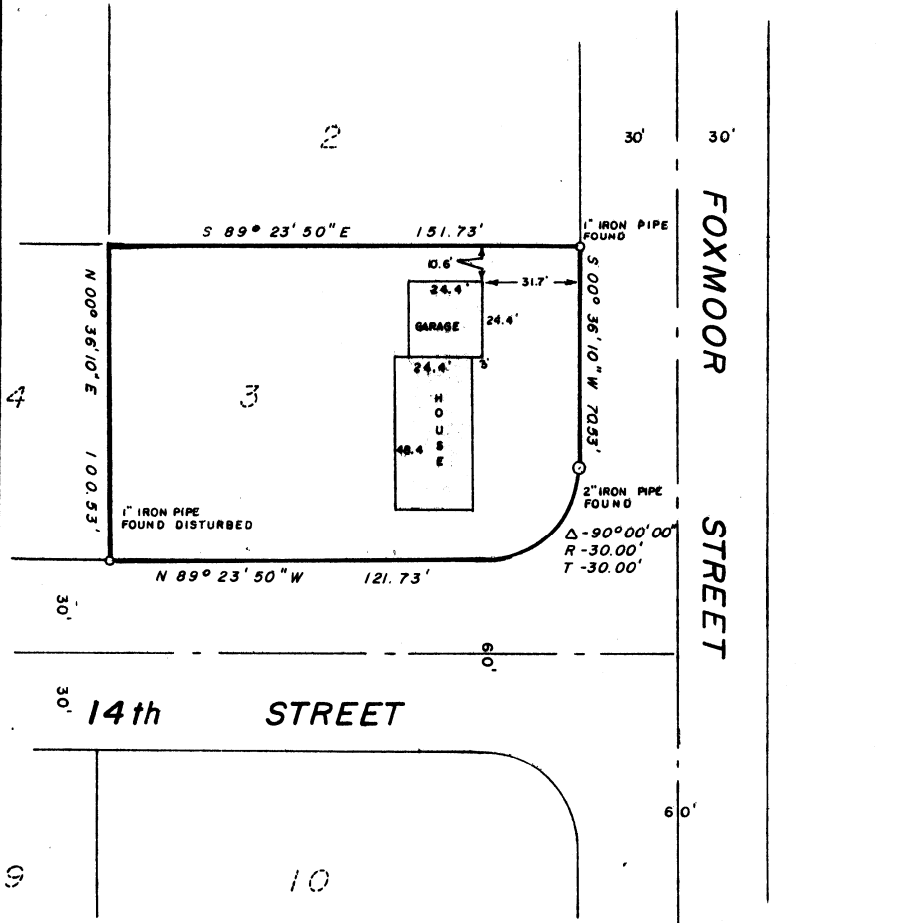 2
30'
30'
S 89° 23' 50" E 151.73'
1" IRON PIPE
FOUND
10.6'
31.7'
24.4'
24.4'
GARAGE
24.4'
3'
HOUSE
48.4
4
3
N 00° 36' 10" E 100.53'
S 00° 36' 10" W 70.53'
FOXMOOR STREET
1" IRON PIPE
FOUND DISTURBED
2" IRON PIPE
FOUND
Δ -90°00'00"
R -30.00'
T -30.00'
N 89° 23' 50" W 121.73'
30'
60'
30'
14th STREET
60'
9
10